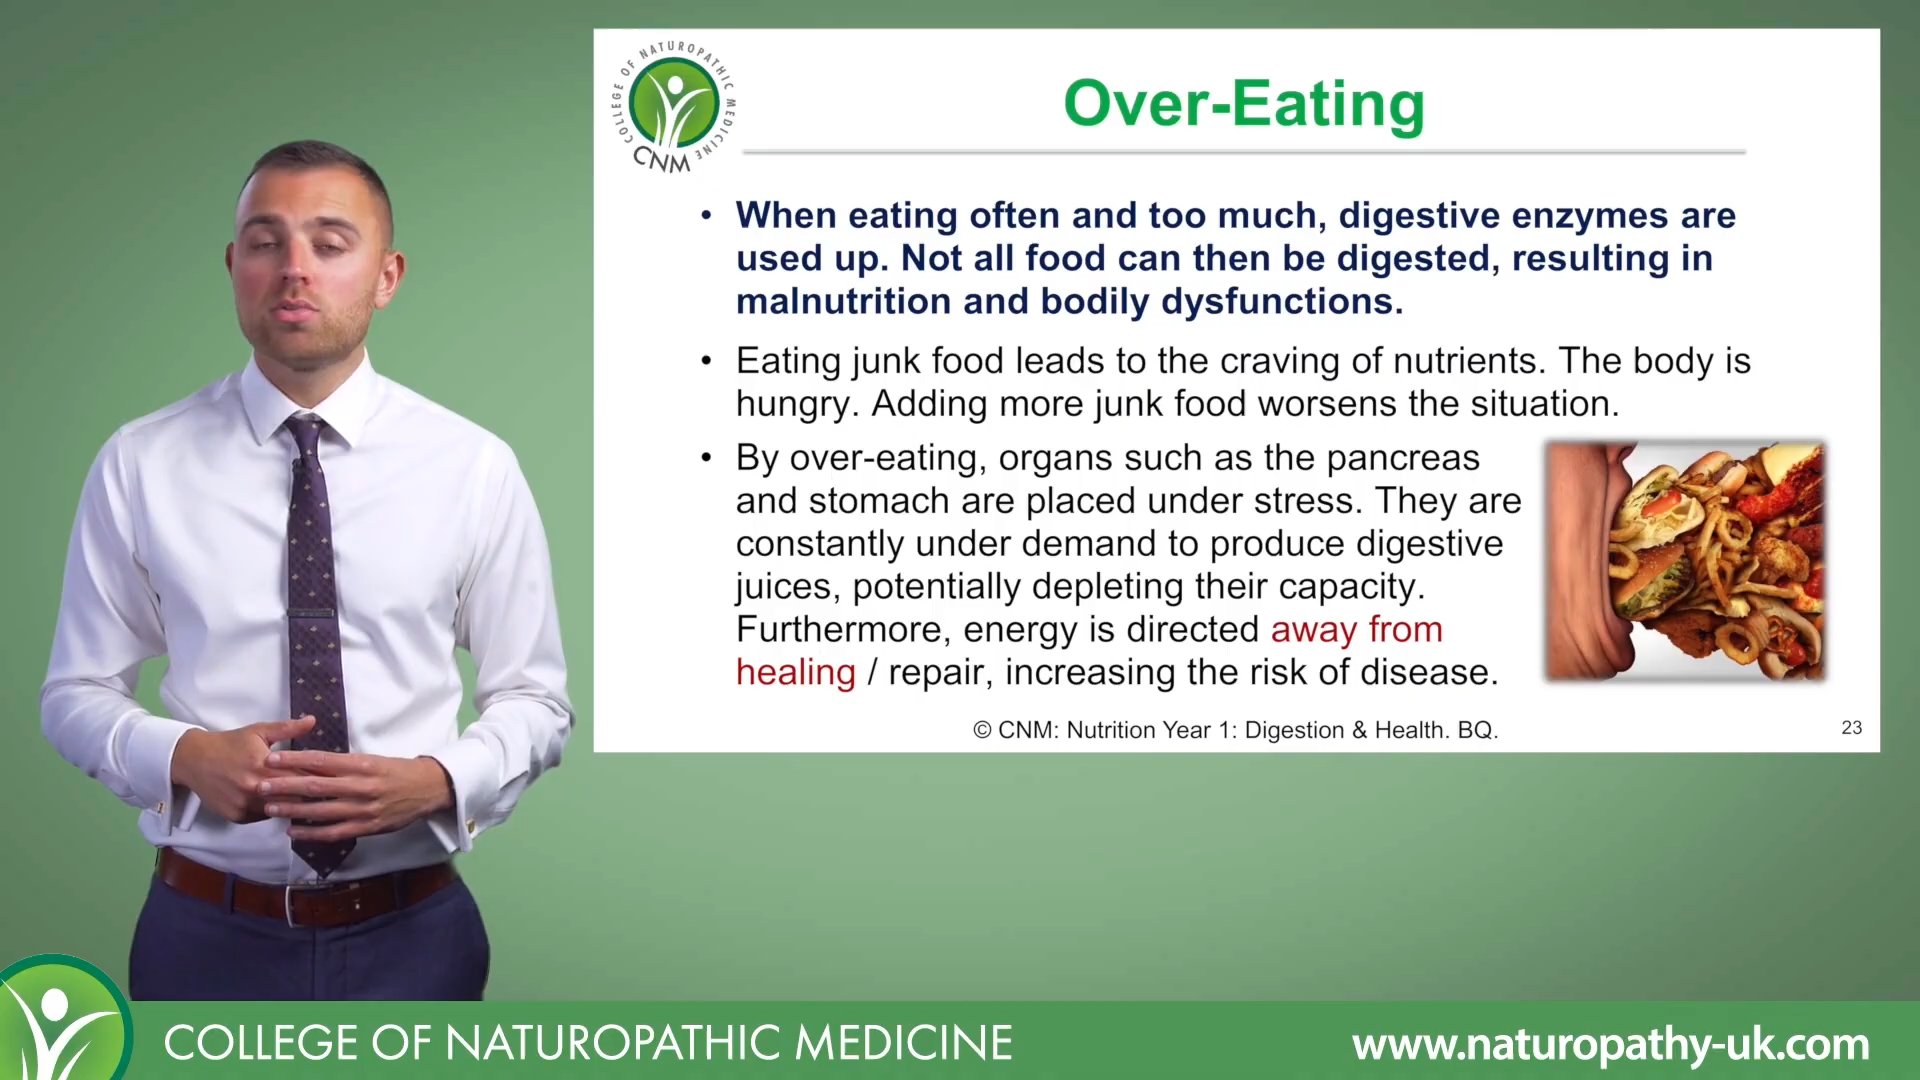 COLLEGE OF NATUROPATHIC MEDICINE
CNM
Over-Eating
• When eating often and too much, digestive enzymes are
used up. Not all food can then be digested, resulting in
malnutrition and bodily dysfunctions.
• Eating junk food leads to the craving of nutrients. The body is
hungry. Adding more junk food worsens the situation.
• By over-eating, organs such as the pancreas
and stomach are placed under stress. They are
constantly under demand to produce digestive
juices, potentially depleting their capacity.
Furthermore, energy is directed away from
healing / repair, increasing the risk of disease.
© CNM: Nutrition Year 1: Digestion & Health. BQ.
23
COLLEGE OF NATUROPATHIC MEDICINE
www.naturopathy-uk.com